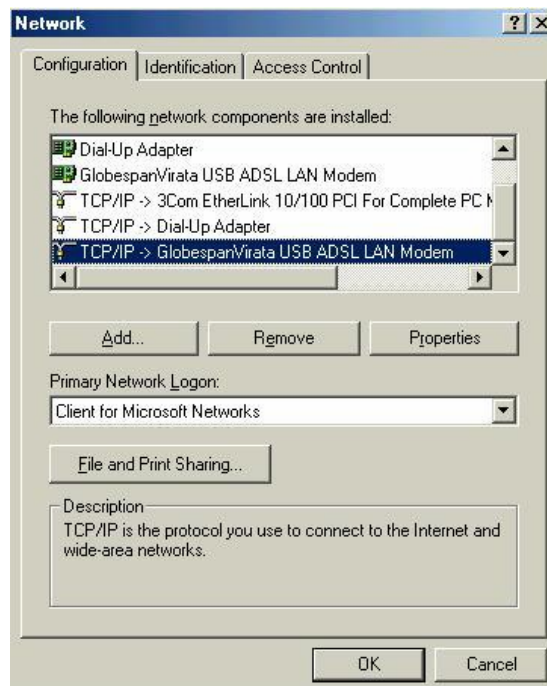 Network
Configuration Identification Access Control
The following network components are installed:
Dial-Up Adapter
GlobespanVirata USB ADSL LAN Modem
TCP/IP -> 3Com EtherLink 10/100 PCI For Complete PC
TCP/IP -> Dial-Up Adapter
TCP/IP -> GlobespanVirata USB ADSL LAN Modem
Add... Remove Properties
Primary Network Logon:
Client for Microsoft Networks
File and Print Sharing...
Description
TCP/IP is the protocol you use to connect to the Internet and
wide-area networks.
OK Cancel